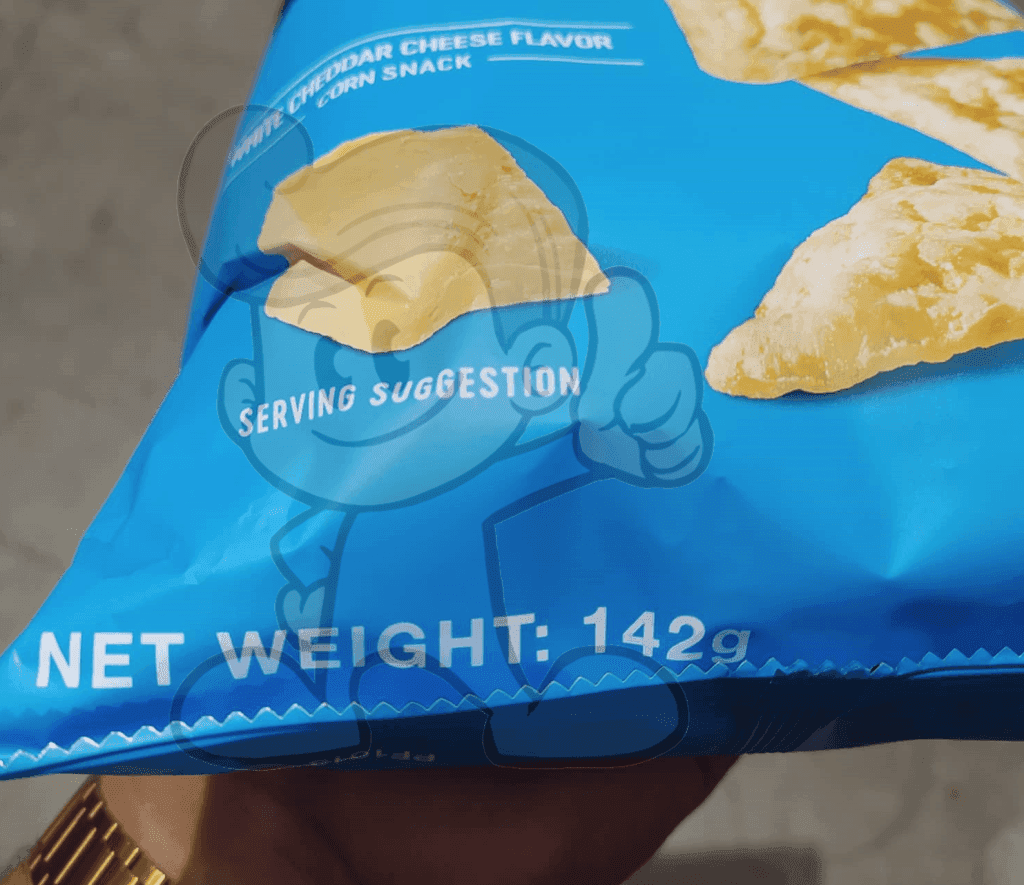 WHITE CHEDDAR CHEESE FLAVOR
CORN SNACK
SERVING SUGGESTION
NET WEIGHT: 142g